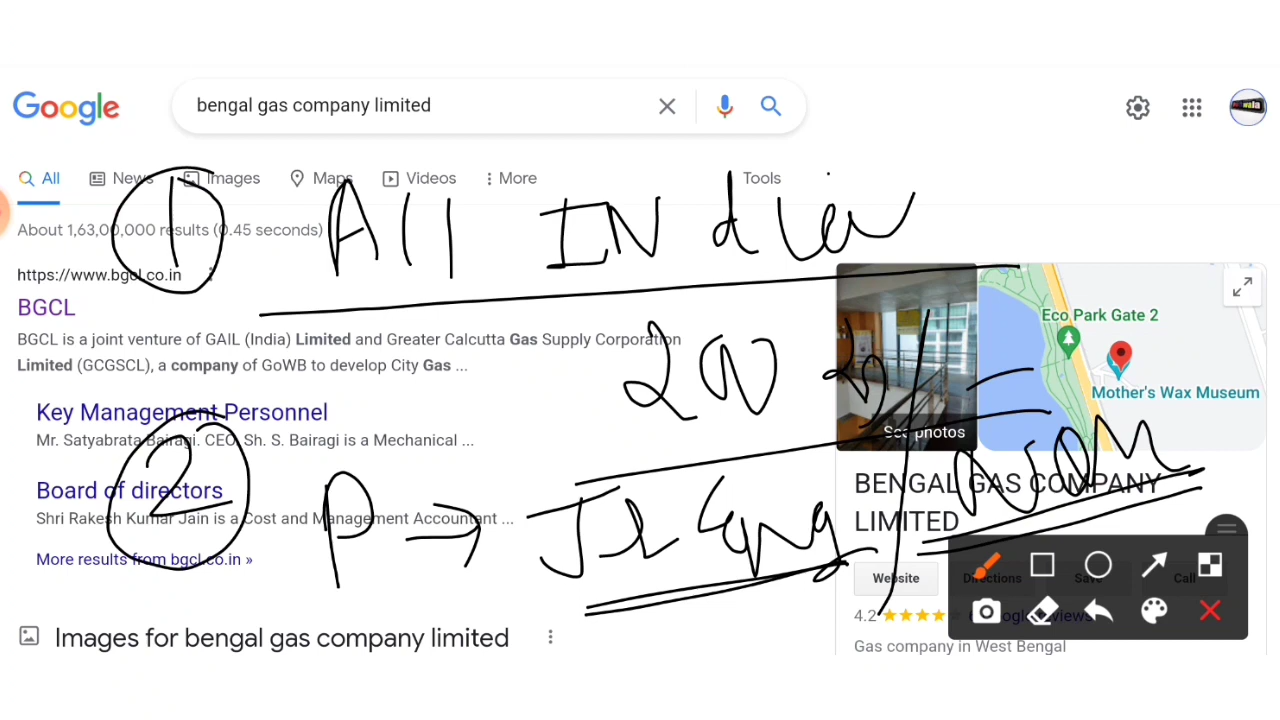 Google
bengal gas company limited
All News Images Maps Videos More Tools
About 1,63,00,000 results (0.45 seconds)
1 All INdia
https://www.bgcl.co.in
BGCL
BGCL is a joint venture of GAIL (India) Limited and Greater Calcutta Gas Supply Corporation
Limited (GCGSCL), a company of GoWB to develop City Gas ...
Key Management Personnel
Mr. Satyabrata Bairagi. CEO, Sh. S. Bairagi is a Mechanical ...
2
Board of directors
Shri Rakesh Kumar Jain is a Cost and Management Accountant ...
P → Jr Engg
More results from bgcl.co.in »
Images for bengal gas company limited
Eco Park Gate 2
Mother's Wax Museum
See photos
BENGAL GAS COMPANY
LIMITED
Website Directions Save Call
4.2
Google reviews
Gas company in West Bengal